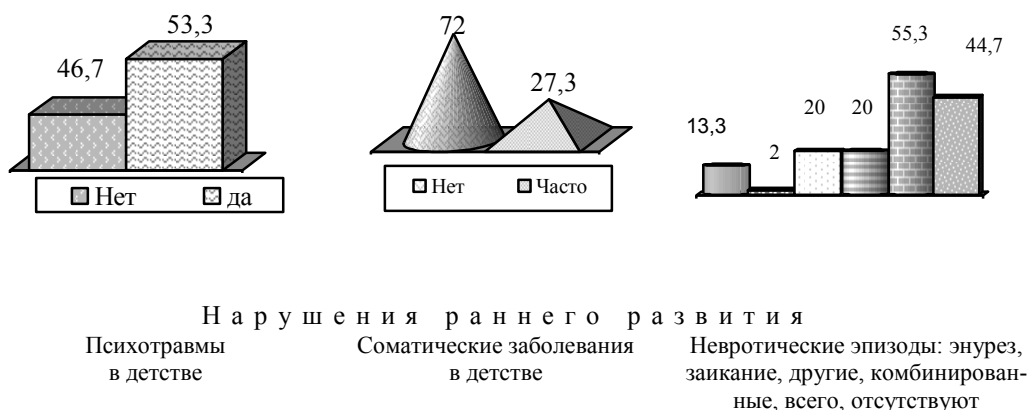 46,7
53,3
Нет да
72
27,3
Нет Часто
13,3
2
20
20
55,3
44,7
Нарушения раннего развития
Психотравмы
в детстве
Соматические заболевания
в детстве
Невротические эпизоды: энурез,
заикание, другие, комбинирован-
ные, всего, отсутствуют